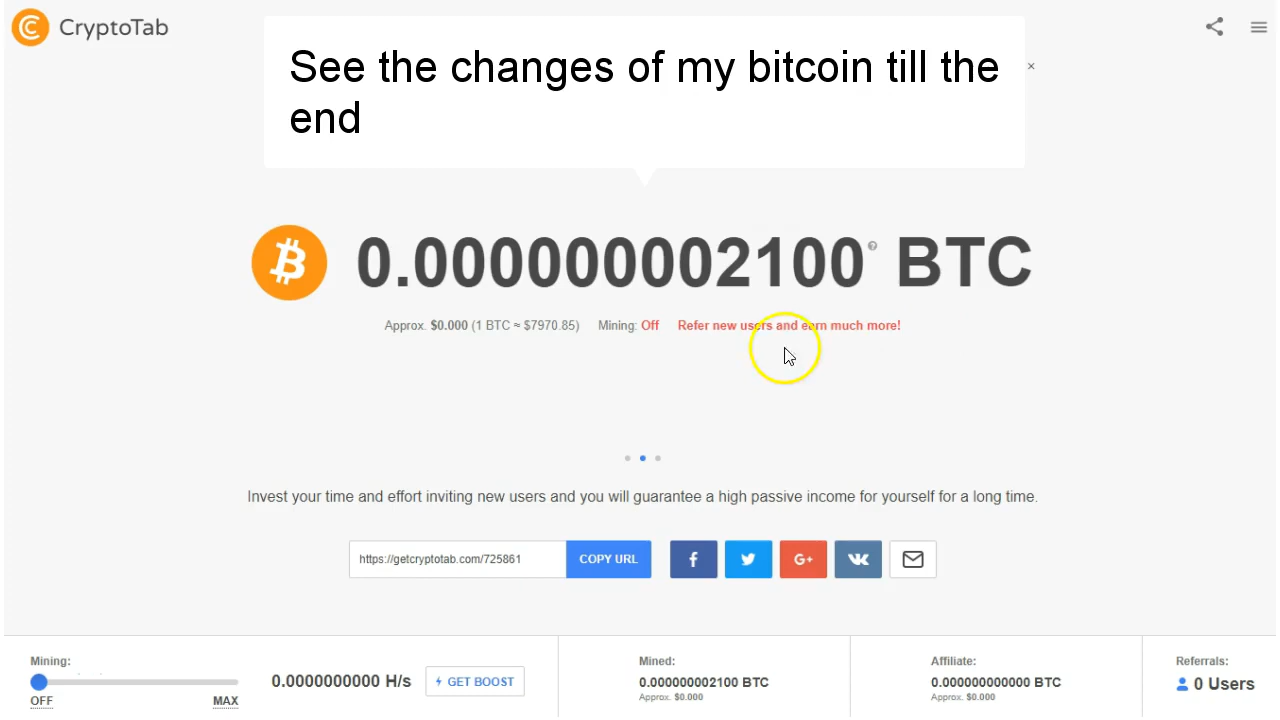 CryptoTab
See the changes of my bitcoin till the
end
0.000000002100 BTC
Approx. $0.000 (1 BTC ≈ $7970.85) Mining: Off Refer new users and earn much more!
Invest your time and effort inviting new users and you will guarantee a high passive income for yourself for a long time.
https://getcryptotab.com/725861 COPY URL
Mining:
OFF MAX
0.0000000000 H/s GET BOOST
Mined:
0.000000002100 BTC
Approx. $0.000
Affiliate:
0.000000000000 BTC
Approx. $0.000
Referrals:
0 Users